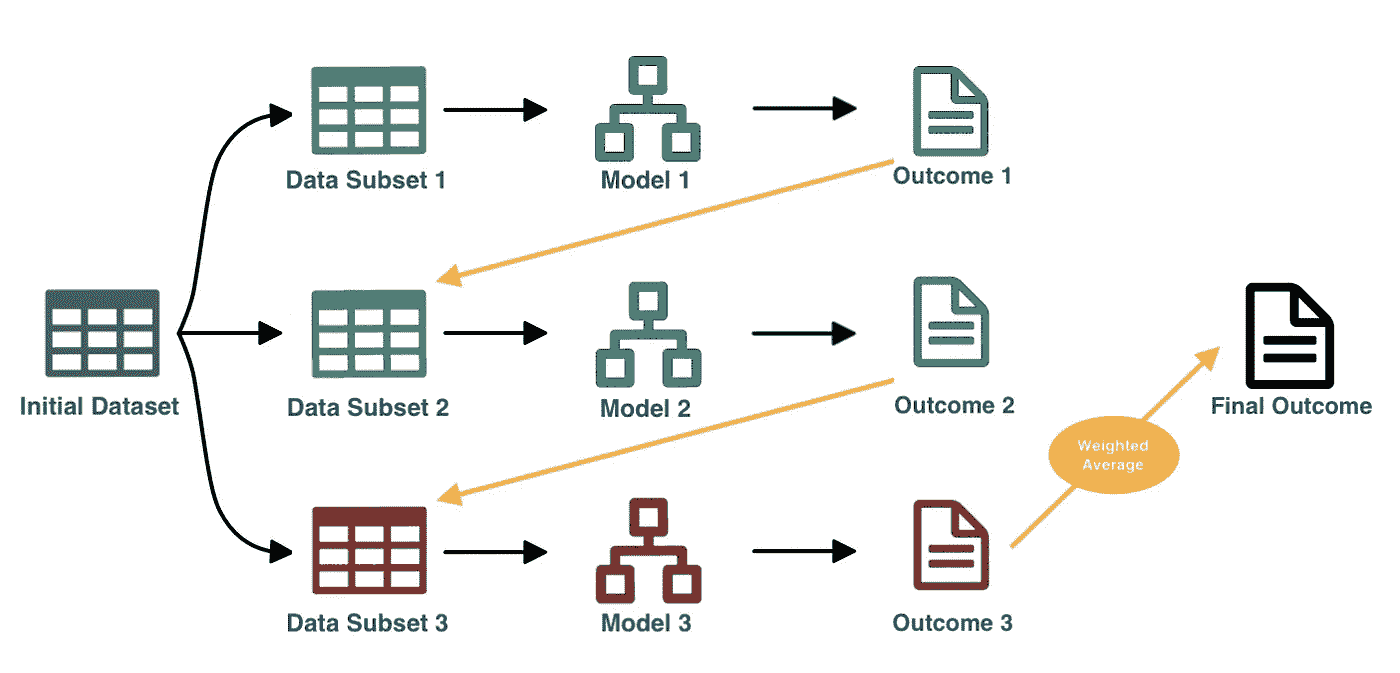 Data Subset 1
Model 1
Outcome 1
Initial Dataset
Data Subset 2
Model 2
Outcome 2
Final Outcome
Weighted
Average
Data Subset 3
Model 3
Outcome 3